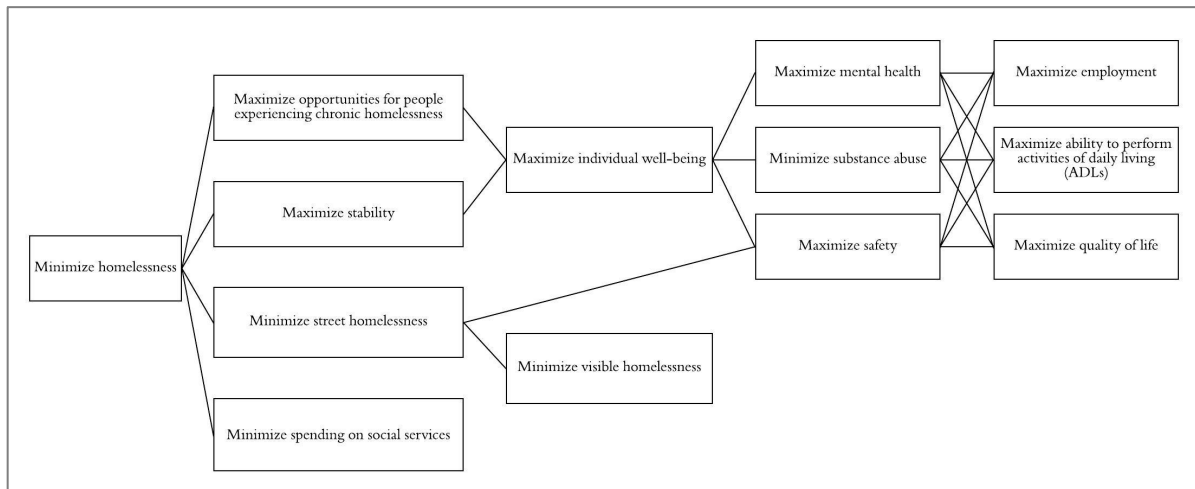 Minimize homelessness
Maximize opportunities for people
experiencing chronic homelessness
Maximize stability
Minimize street homelessness
Minimize spending on social services
Maximize individual well-being
Minimize visible homelessness
Maximize mental health
Minimize substance abuse
Maximize safety
Maximize employment
Maximize ability to perform
activities of daily living
(ADLs)
Maximize quality of life